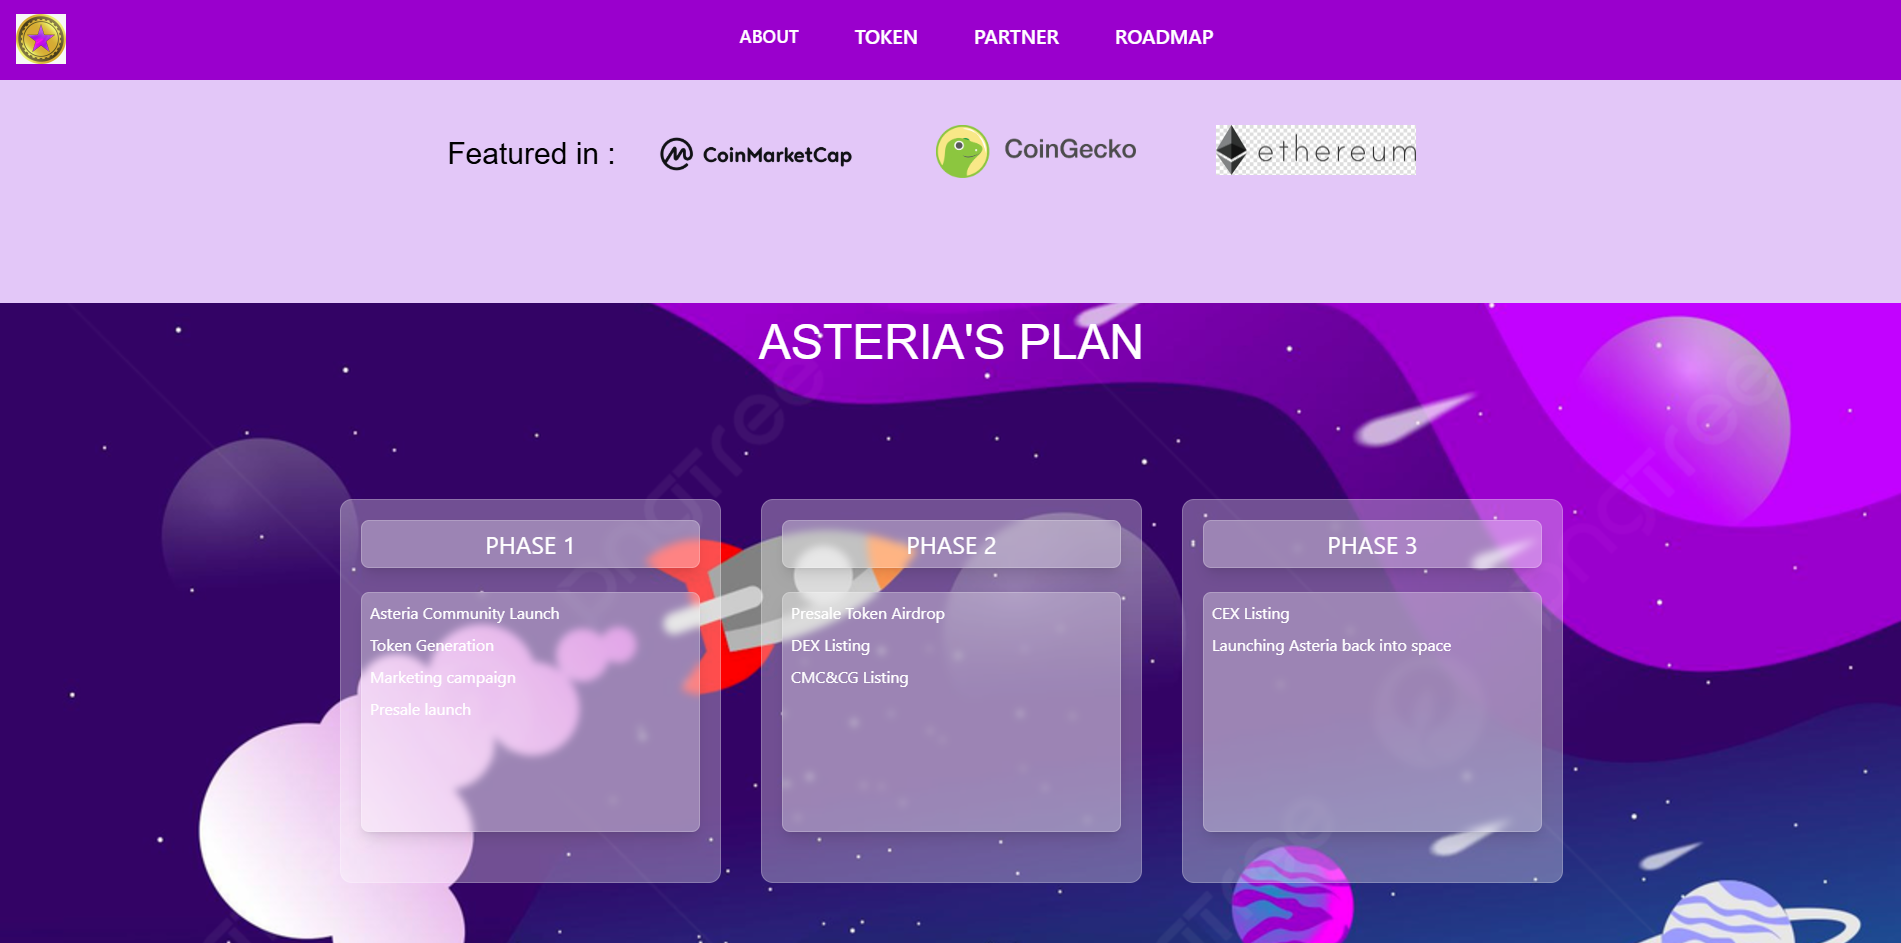 ABOUT TOKEN PARTNER ROADMAP
Featured in : CoinMarketCap CoinGecko ethereum
ASTERIA'S PLAN
PHASE 1
Asteria Community Launch
Token Generation
Marketing campaign
Presale launch
PHASE 2
Presale Token Airdrop
DEX Listing
CMC&CG Listing
PHASE 3
CEX Listing
Launching Asteria back into space
pngtree
pngtree